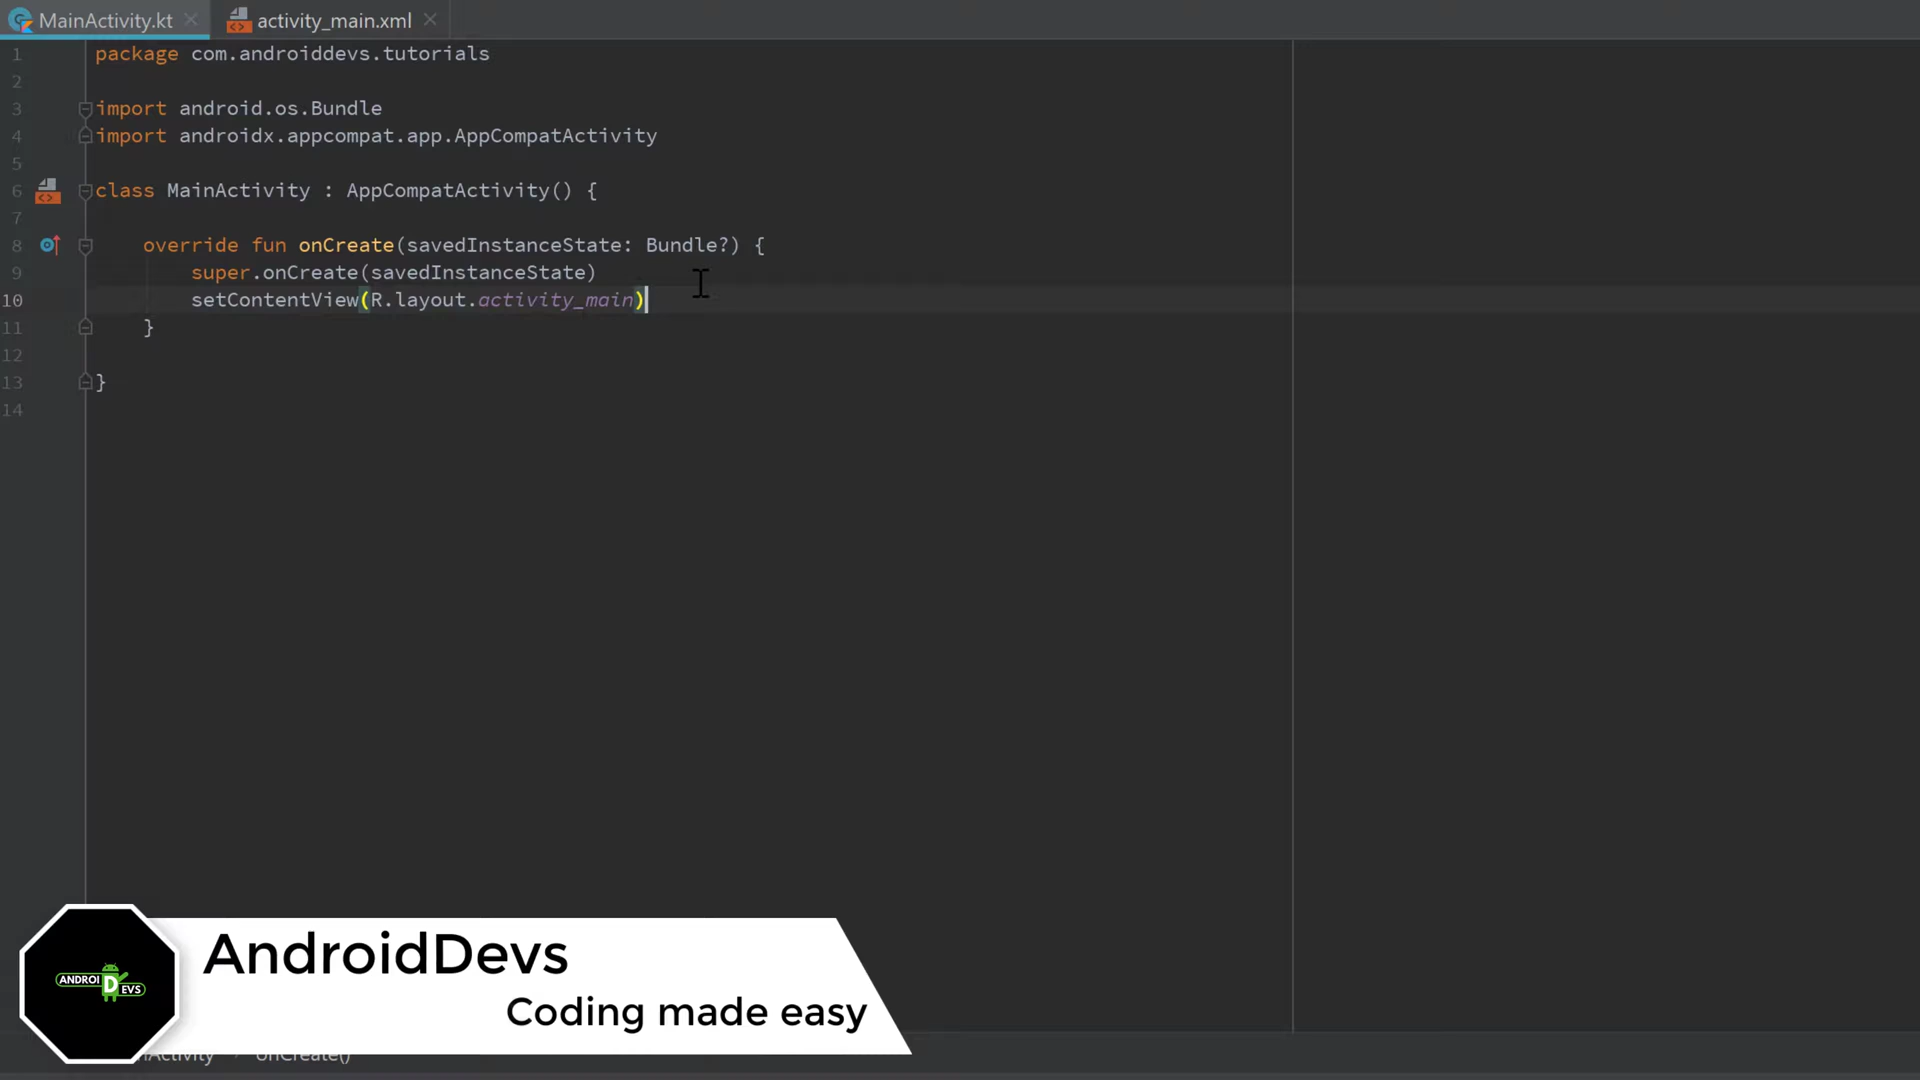 MainActivity.kt
activity_main.xml
1 package com.androiddevs.tutorials
2
3 import android.os.Bundle
4 import androidx.appcompat.app.AppCompatActivity
5
6 class MainActivity : AppCompatActivity() {
7
8 override fun onCreate(savedInstanceState: Bundle?) {
9 super.onCreate(savedInstanceState)
10 setContentView(R.layout.activity_main)
11 }
12
13 }
14
AndroidDevs
ANDROI DEVS
Coding made easy
onCreate()